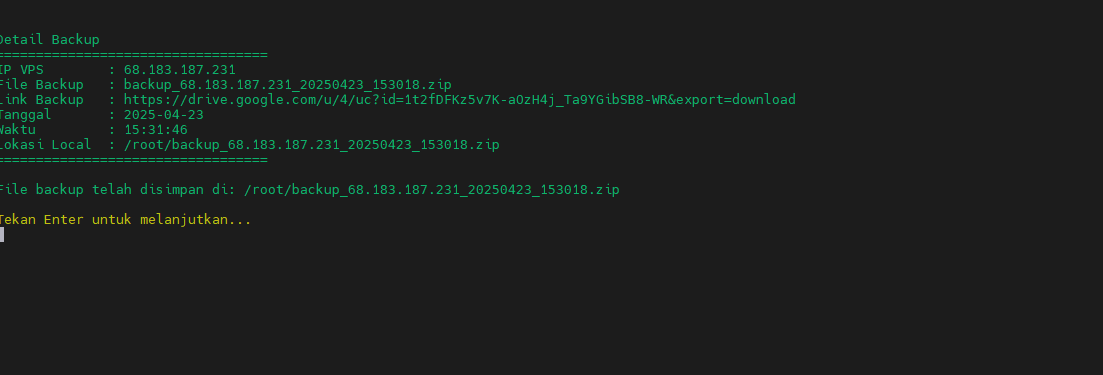 Detail Backup
==================================
IP VPS        : 68.183.187.231
File Backup   : backup_68.183.187.231_20250423_153018.zip
Link Backup   : https://drive.google.com/u/4/uc?id=1t2fDFKz5v7K-aOzH4j_Ta9YGibSB8-WR&export=download
Tanggal       : 2025-04-23
Waktu         : 15:31:46
Lokasi Local  : /root/backup_68.183.187.231_20250423_153018.zip
==================================
File backup telah disimpan di: /root/backup_68.183.187.231_20250423_153018.zip
Tekan Enter untuk melanjutkan...